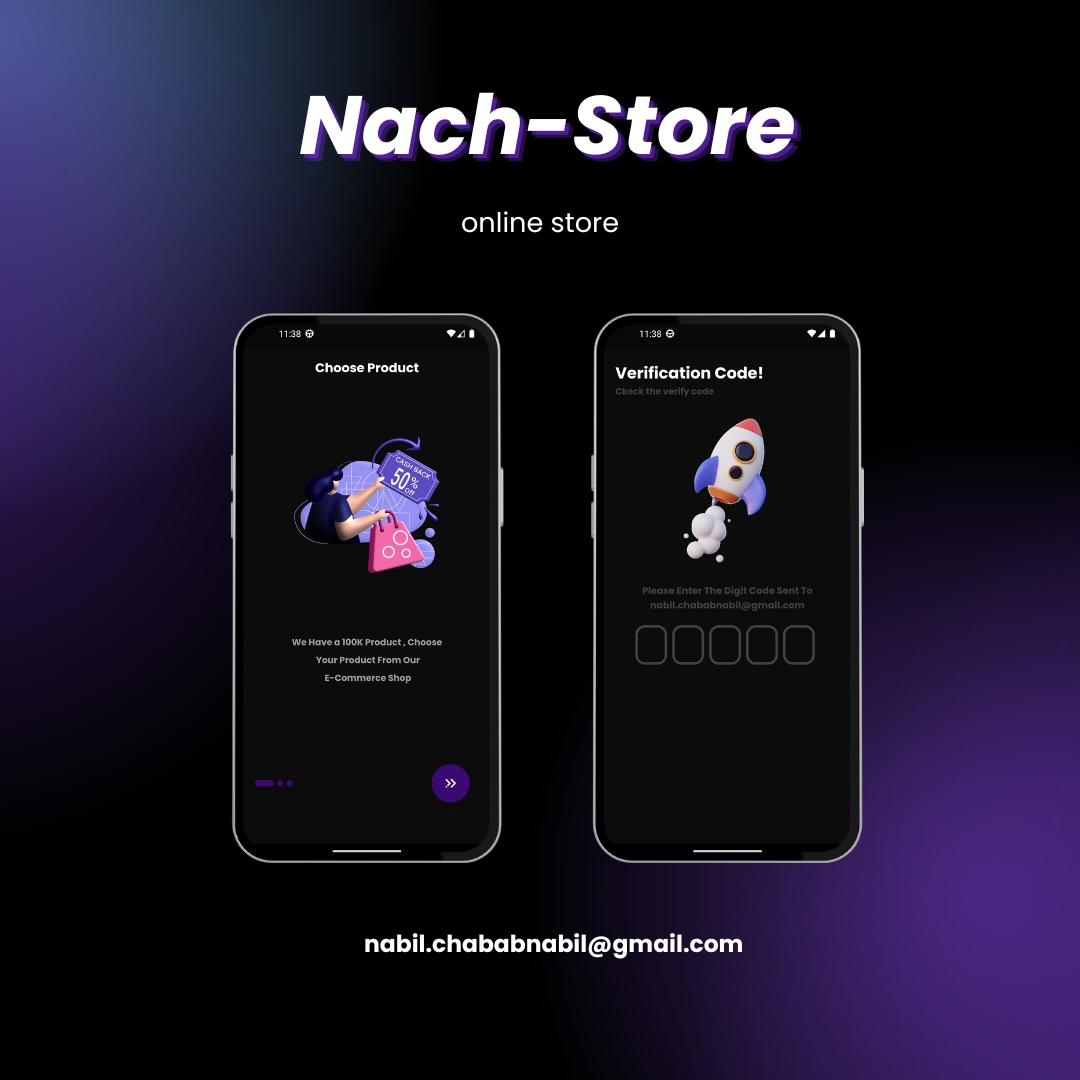 Nach-Store
online store
11:38
Choose Product
CASH BACK
50%
Off
We Have a 100K Product , Choose
Your Product From Our
E-Commerce Shop
11:38
Verification Code!
Ckeck the verify code
Please Enter The Digit Code Sent To
nabil.chababnabil@gmail.com
nabil.chababnabil@gmail.com